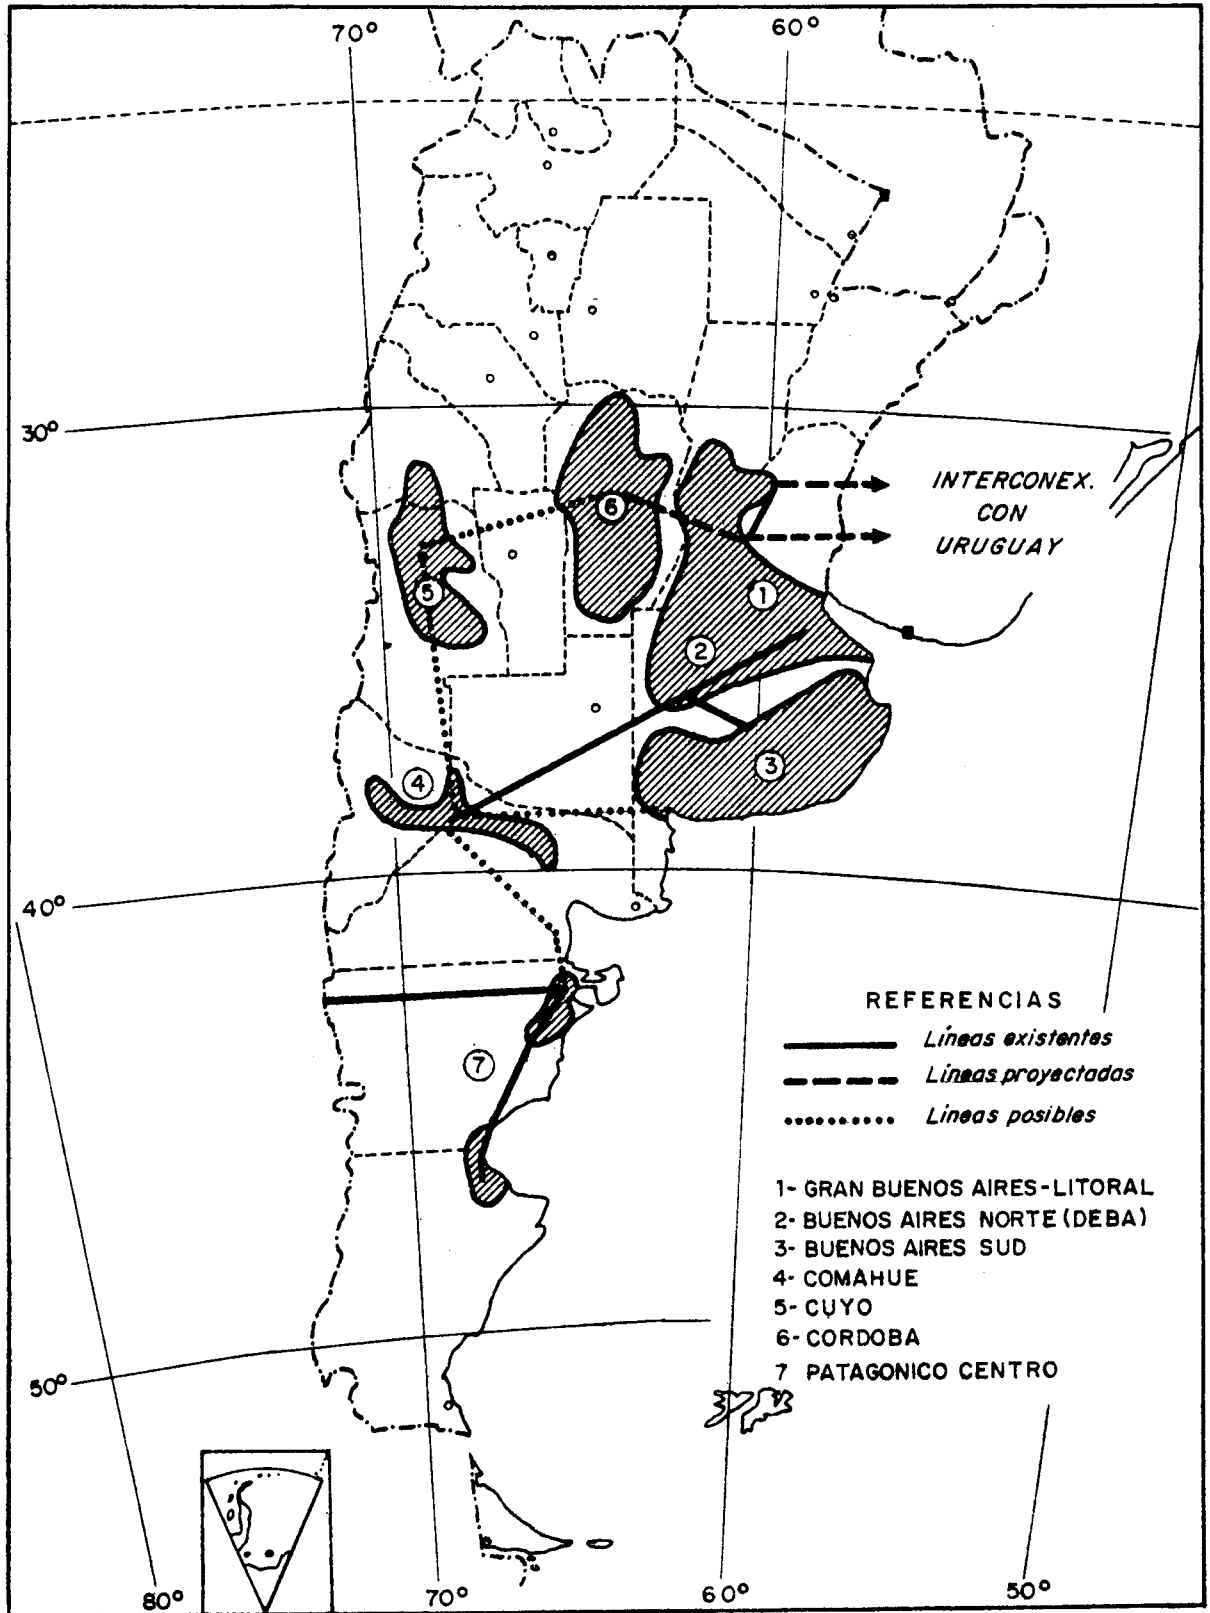 70°
60°
30°
INTERCONEX.
CON
URUGUAY
6
5
1
2
3
4
40°
7
REFERENCIAS
Líneas existentes
Líneas proyectadas
Líneas posibles
1- GRAN BUENOS AIRES-LITORAL
2- BUENOS AIRES NORTE (DEBA)
3- BUENOS AIRES SUD
4- COMAHUE
5- CUYO
6- CORDOBA
7 PATAGONICO CENTRO
50°
80°
70°
60°
50°